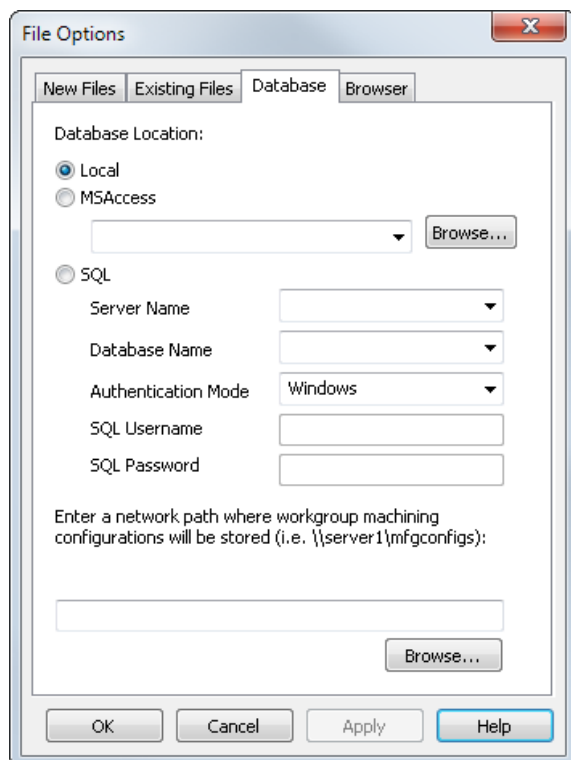 File Options
New Files Existing Files Database Browser
Database Location:
Local
MSAccess
Browse...
SQL
Server Name
Database Name
Authentication Mode Windows
SQL Username
SQL Password
Enter a network path where workgroup machining
configurations will be stored (i.e. \\server1\mfgconfigs):
Browse...
OK Cancel Apply Help